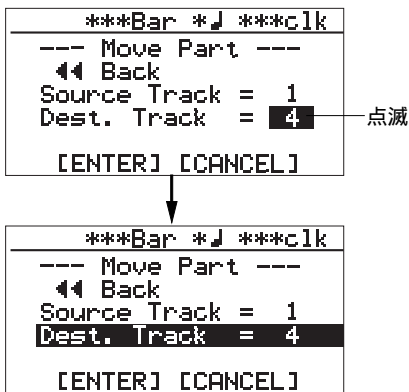 ***Bar *♩ ***clk
--- Move Part ---
◀◀ Back
Source Track = 1
Dest. Track = 4
点滅
[ENTER] [CANCEL]
***Bar *♩ ***clk
--- Move Part ---
◀◀ Back
Source Track = 1
Dest. Track = 4
[ENTER] [CANCEL]